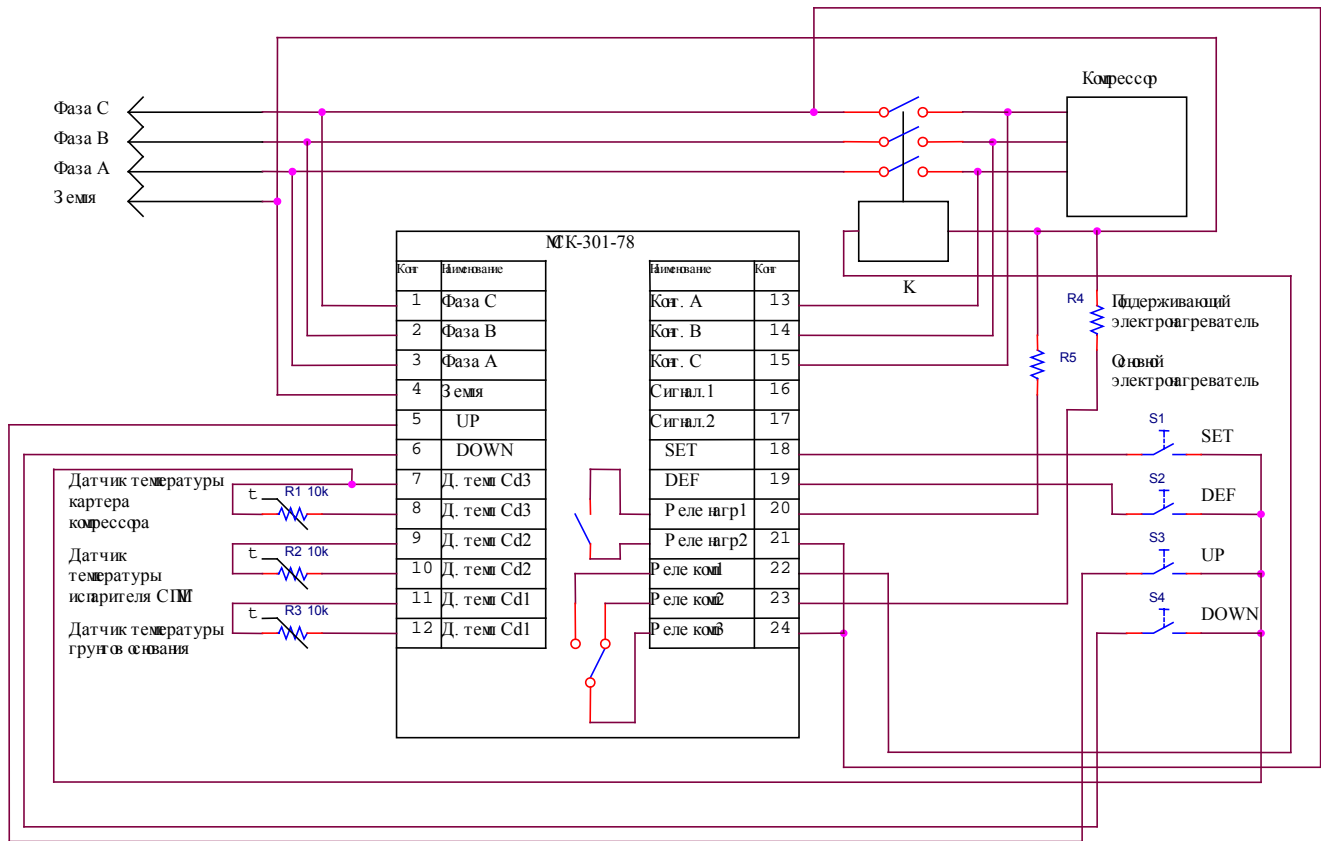 Компрессор
Фаза C
Фаза B
Фаза A
Земля
МСК-301-78
K
Конт
Наименование
Наименование
Конт
1
Фаза C
Конт. A
13
2
Фаза B
Конт. B
14
3
Фаза A
Конт. C
15
4
Земля
Сигнал.1
16
5
UP
Сигнал.2
17
6
DOWN
SET
18
7
Д. темп Cd3
DEF
19
8
Д. темп Cd3
Реле нагр1
20
9
Д. темп Cd2
Реле нагр2
21
10
Д. темп Cd2
Реле комп1
22
11
Д. темп Cd1
Реле комп2
23
12
Д. темп Cd1
Реле комп3
24
R4
Поддерживающий
электронагреватель
R5
Основной
электронагреватель
S1
SET
S2
DEF
S3
UP
S4
DOWN
Датчик температуры
картера
компрессора
t
R1 10k
Датчик
температуры
испарителя СПМГ
t
R2 10k
Датчик температуры
грунтов основания
t
R3 10k